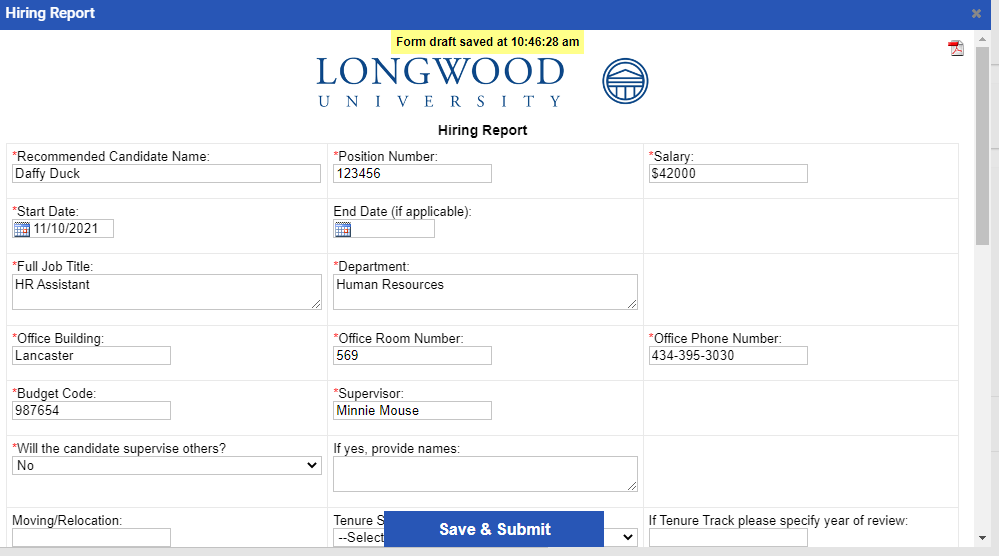 Hiring Report
Form draft saved at 10:46:28 am
LONGWOOD
UNIVERSITY
Hiring Report
*Recommended Candidate Name: *Position Number: *Salary:
Daffy Duck 123456 $42000
*Start Date: End Date (if applicable):
11/10/2021
*Full Job Title: *Department:
HR Assistant Human Resources
*Office Building: *Office Room Number: *Office Phone Number:
Lancaster 569 434-395-3030
*Budget Code: *Supervisor:
987654 Minnie Mouse
*Will the candidate supervise others? If yes, provide names:
No
Moving/Relocation: Tenure S If Tenure Track please specify year of review:
--Select
Save & Submit